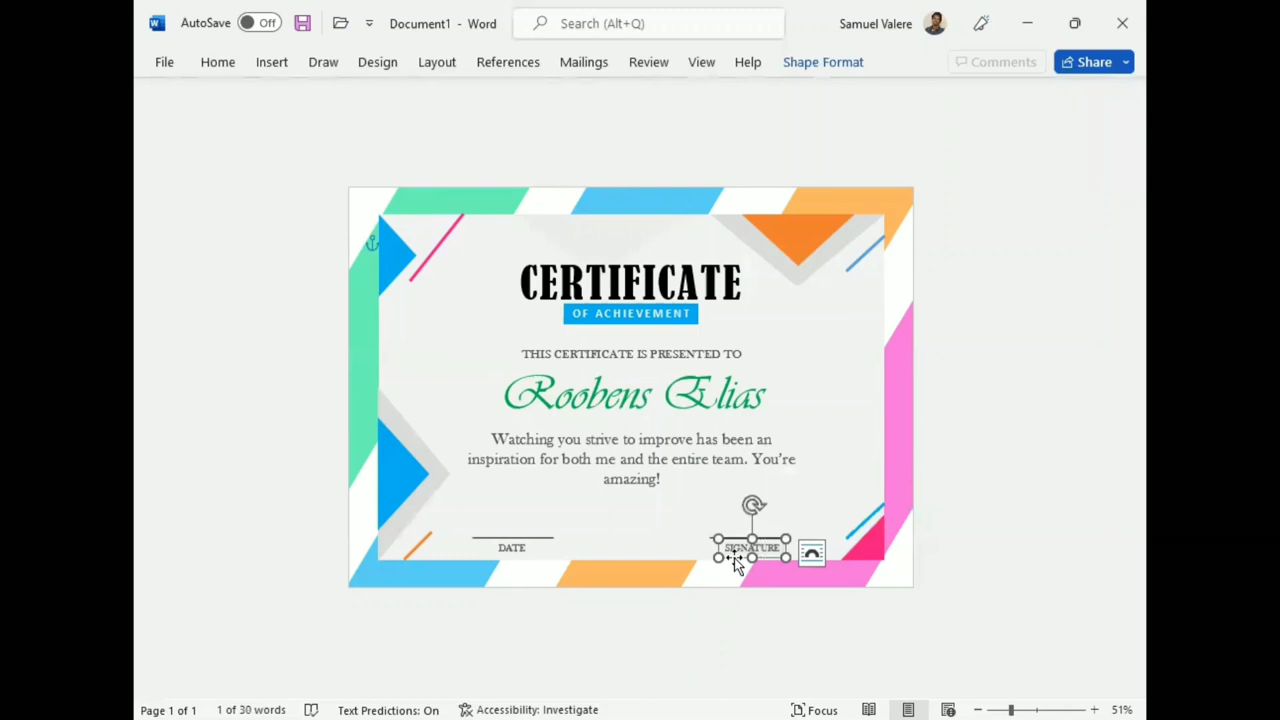 AutoSave Off Document1 - Word Search (Alt+Q) Samuel Valere
File Home Insert Draw Design Layout References Mailings Review View Help Shape Format Comments Share
CERTIFICATE
OF ACHIEVEMENT
THIS CERTIFICATE IS PRESENTED TO
Roobens Elias
Watching you strive to improve has been an
inspiration for both me and the entire team. You're
amazing!
DATE SIGNATURE
Page 1 of 1 1 of 30 words Text Predictions: On Accessibility: Investigate Focus 51%